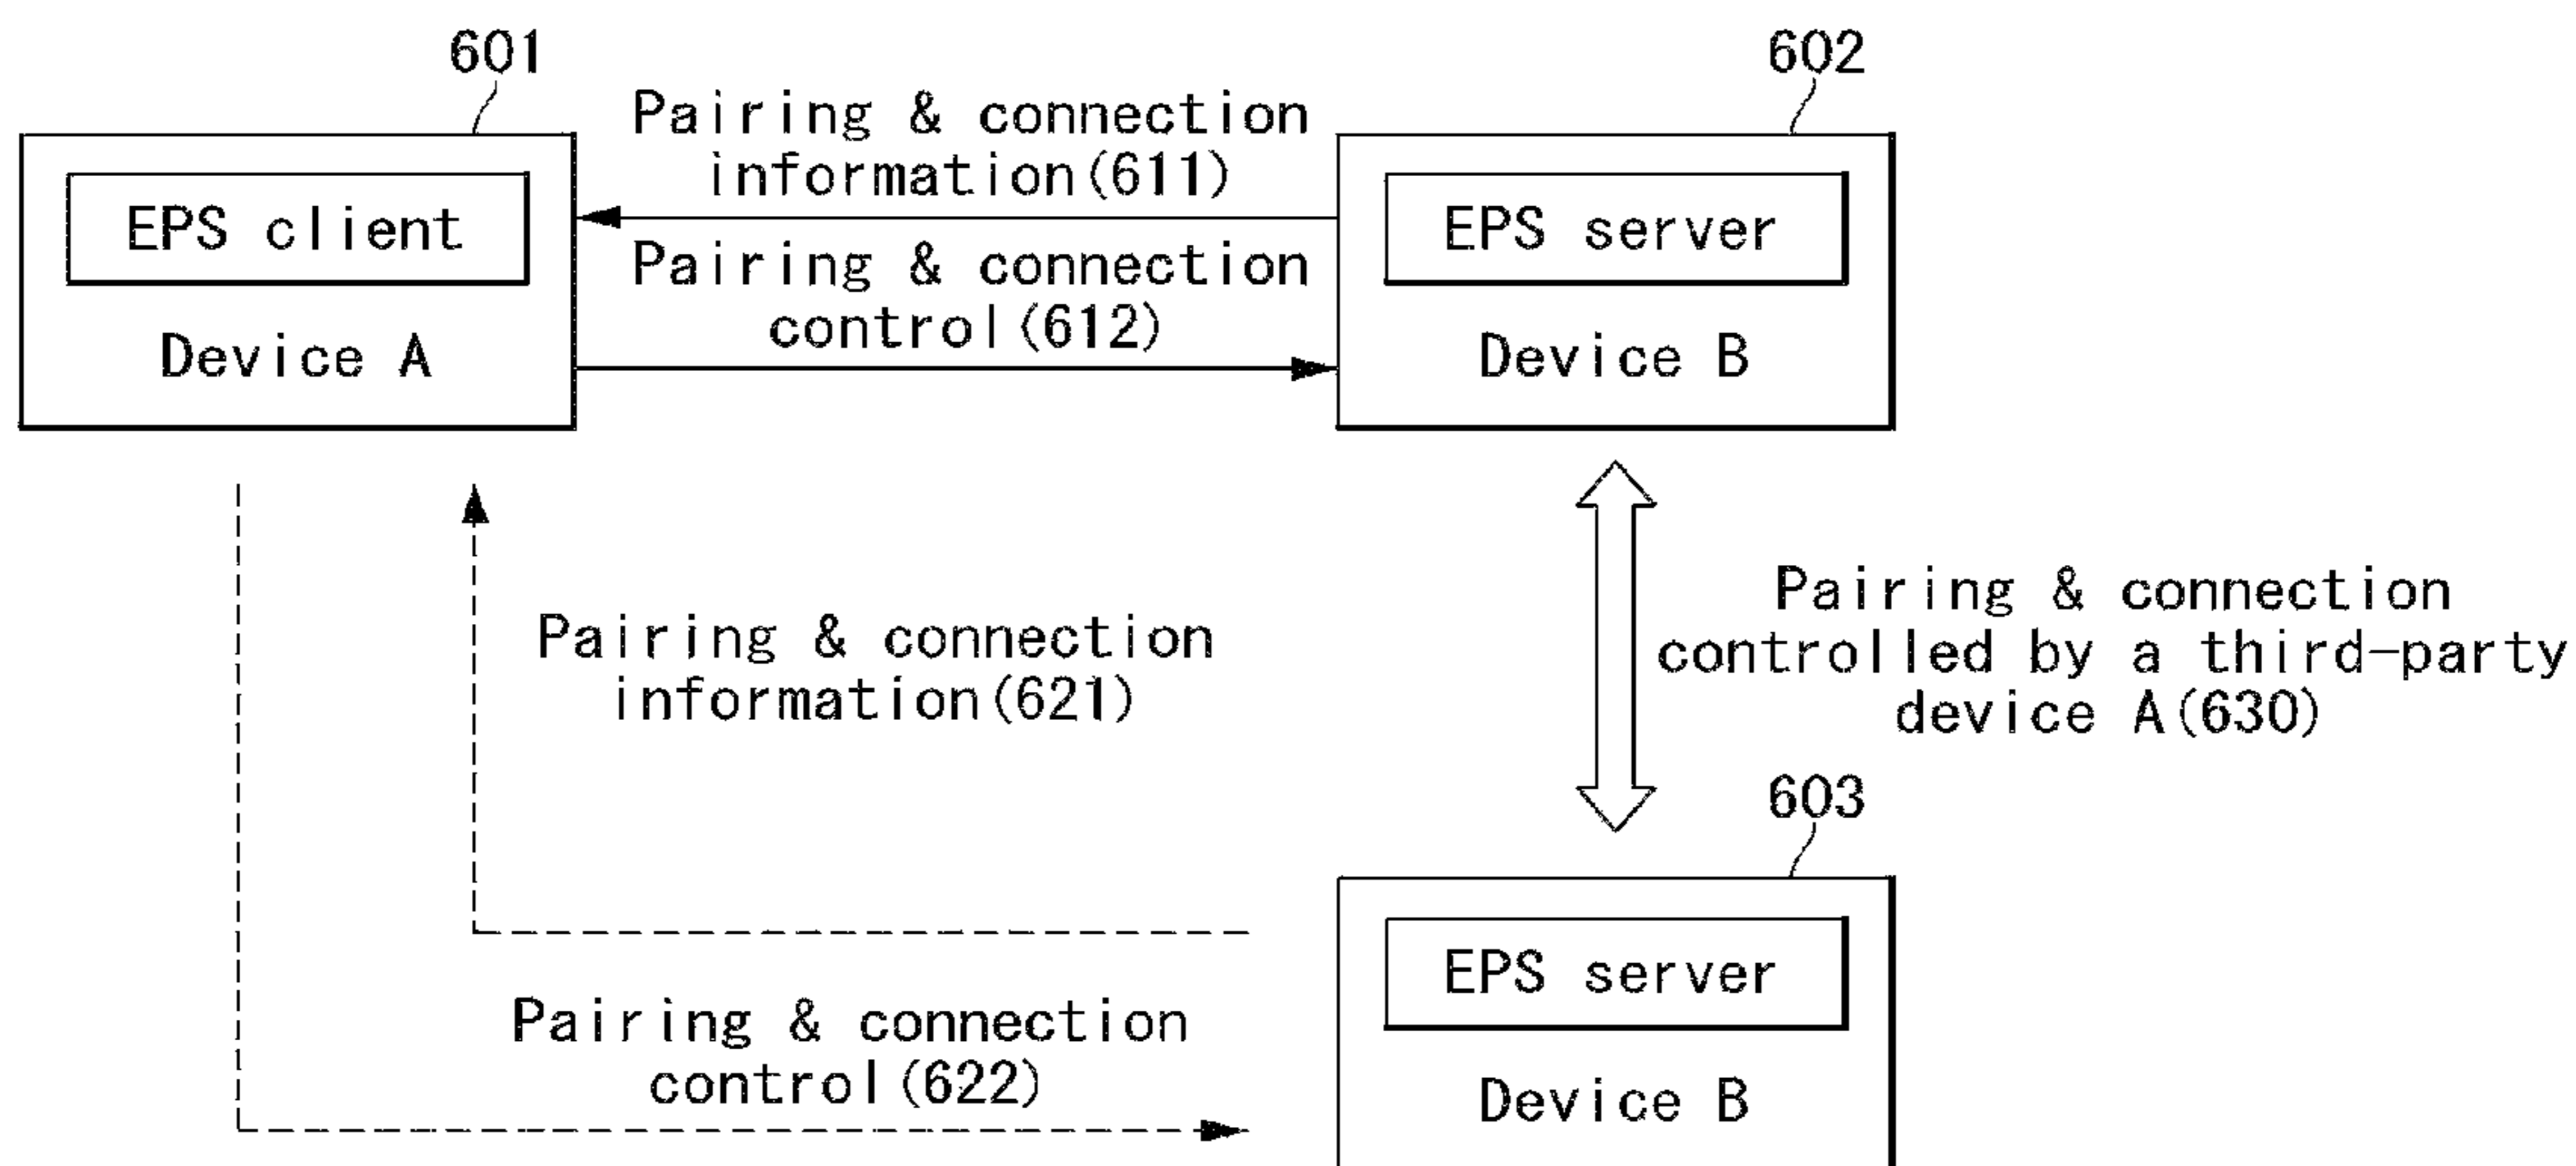 601
602
Pairing & connection
information(611)
EPS client
EPS server
Pairing & connection
control(612)
Device A
Device B
Pairing & connection
controlled by a third-party
device A(630)
Pairing & connection
information(621)
603
EPS server
Pairing & connection
control(622)
Device B